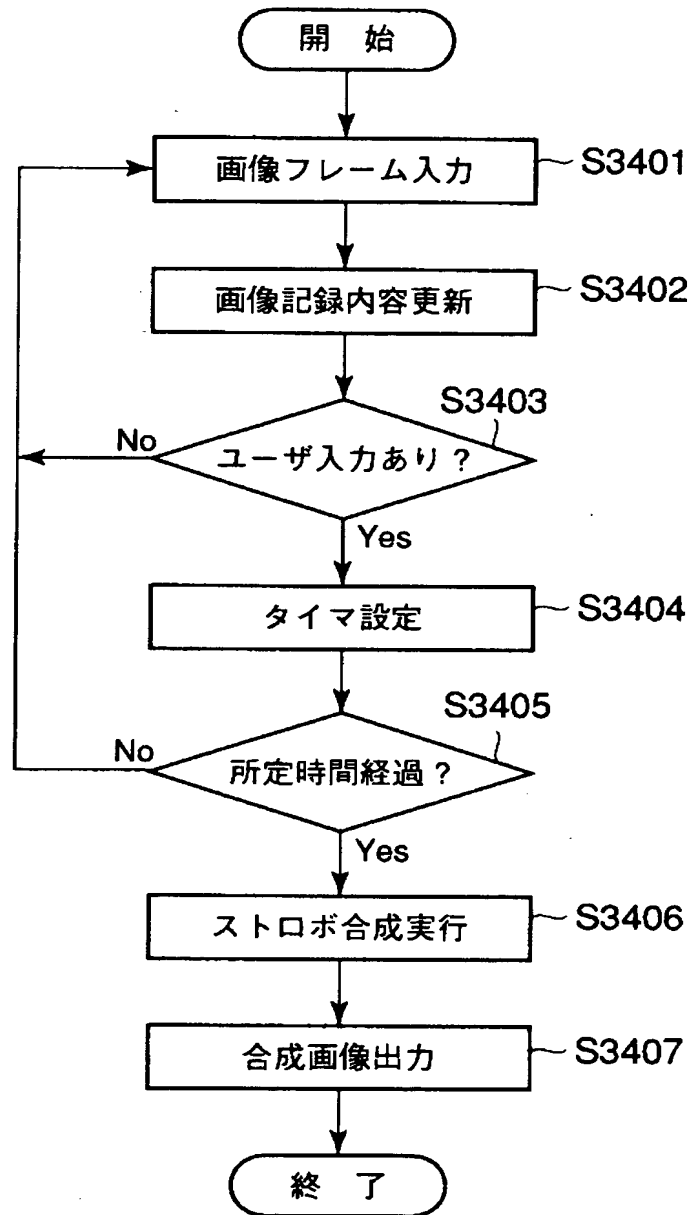 開 始
画像フレーム入力
S3401
画像記録内容更新
S3402
S3403
No
ユーザ入力あり?
Yes
タイマ設定
S3404
S3405
No
所定時間経過?
Yes
ストロボ合成実行
S3406
合成画像出力
S3407
終 了